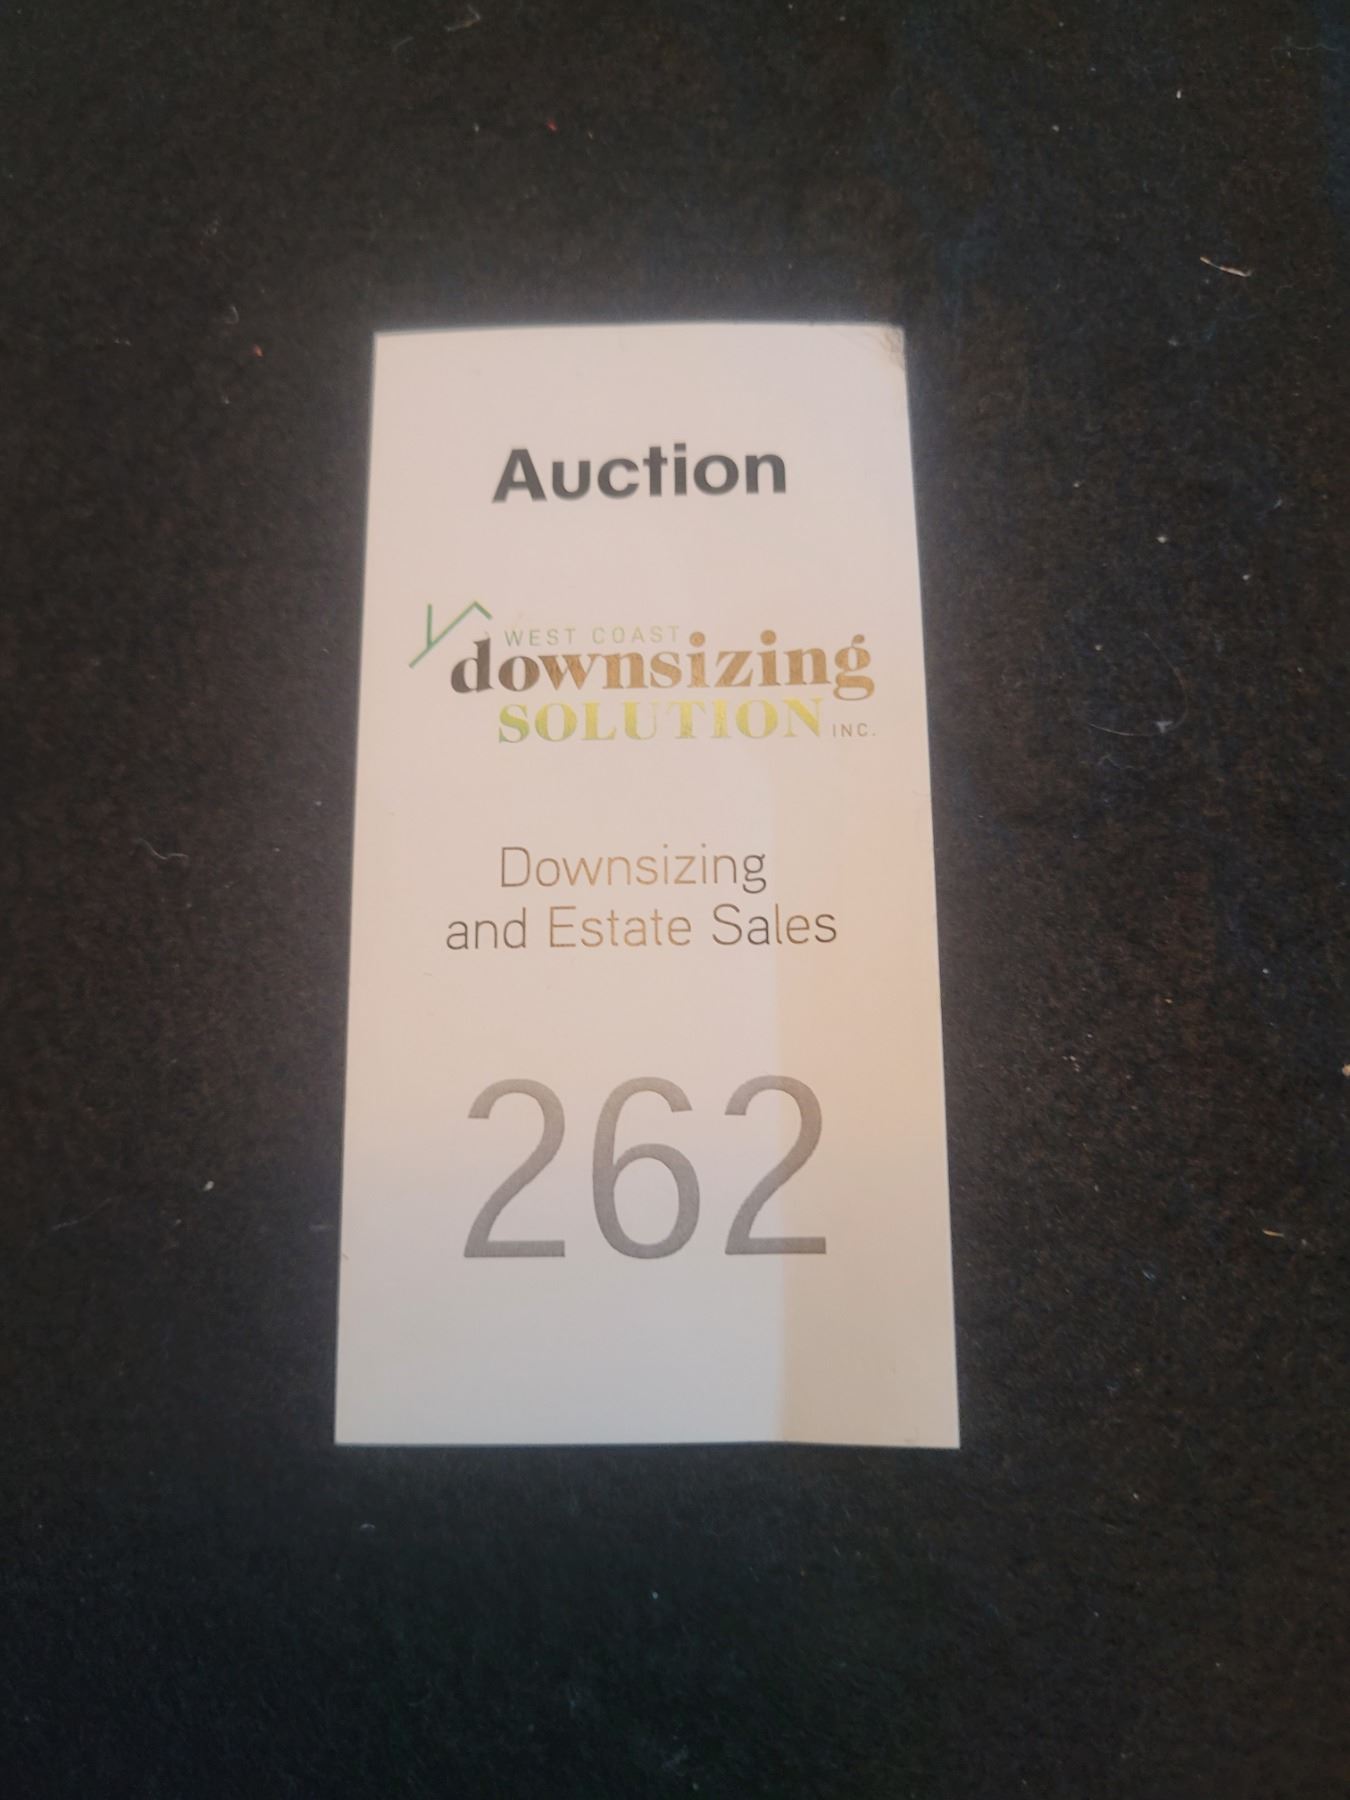 Auction
WEST COAST
downsizing
SOLUTION INC.
Downsizing
and Estate Sales
262